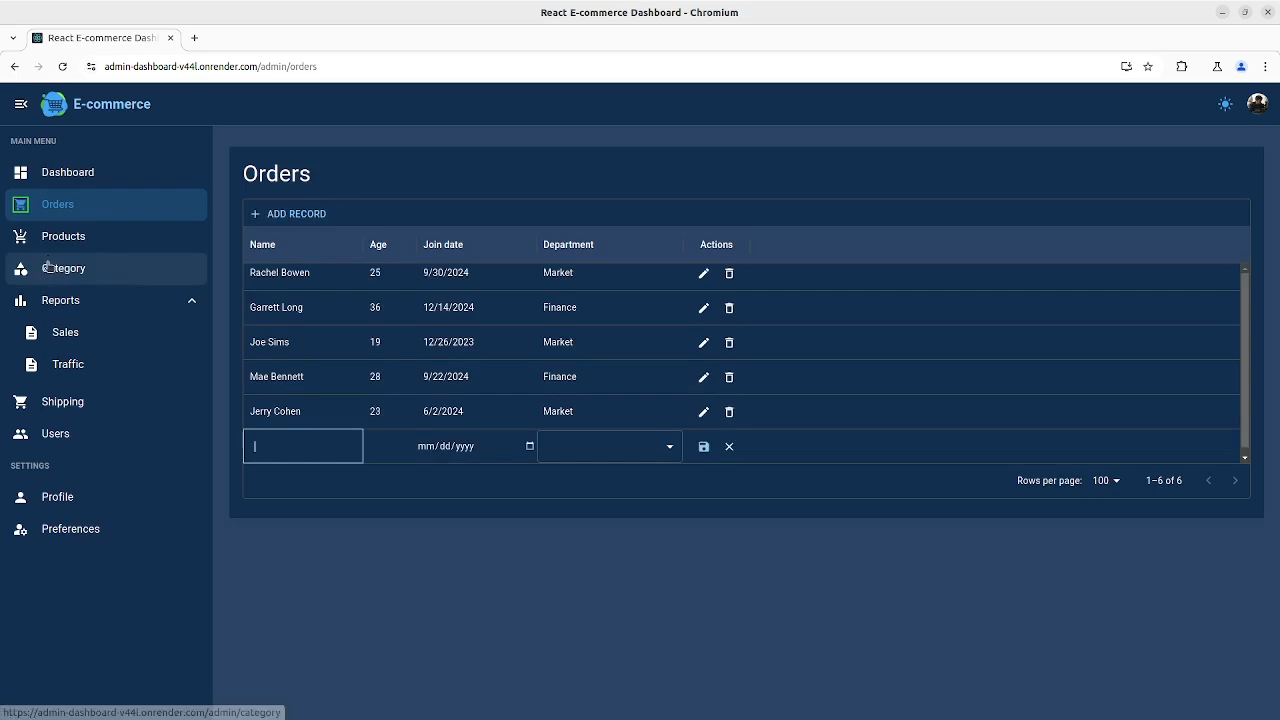 React E-commerce Dashboard - Chromium
React E-commerce Dash
admin-dashboard-v44l.onrender.com/admin/orders
E-commerce
MAIN MENU
Dashboard
Orders
Products
Category
Reports
Sales
Traffic
Shipping
Users
SETTINGS
Profile
Preferences
Orders
ADD RECORD
Name Age Join date Department Actions
Rachel Bowen 25 9/30/2024 Market
Garrett Long 36 12/14/2024 Finance
Joe Sims 19 12/26/2023 Market
Mae Bennett 28 9/22/2024 Finance
Jerry Cohen 23 6/2/2024 Market
mm/dd/yyyy
Rows per page: 100 1–6 of 6
https://admin-dashboard-v44l.onrender.com/admin/category